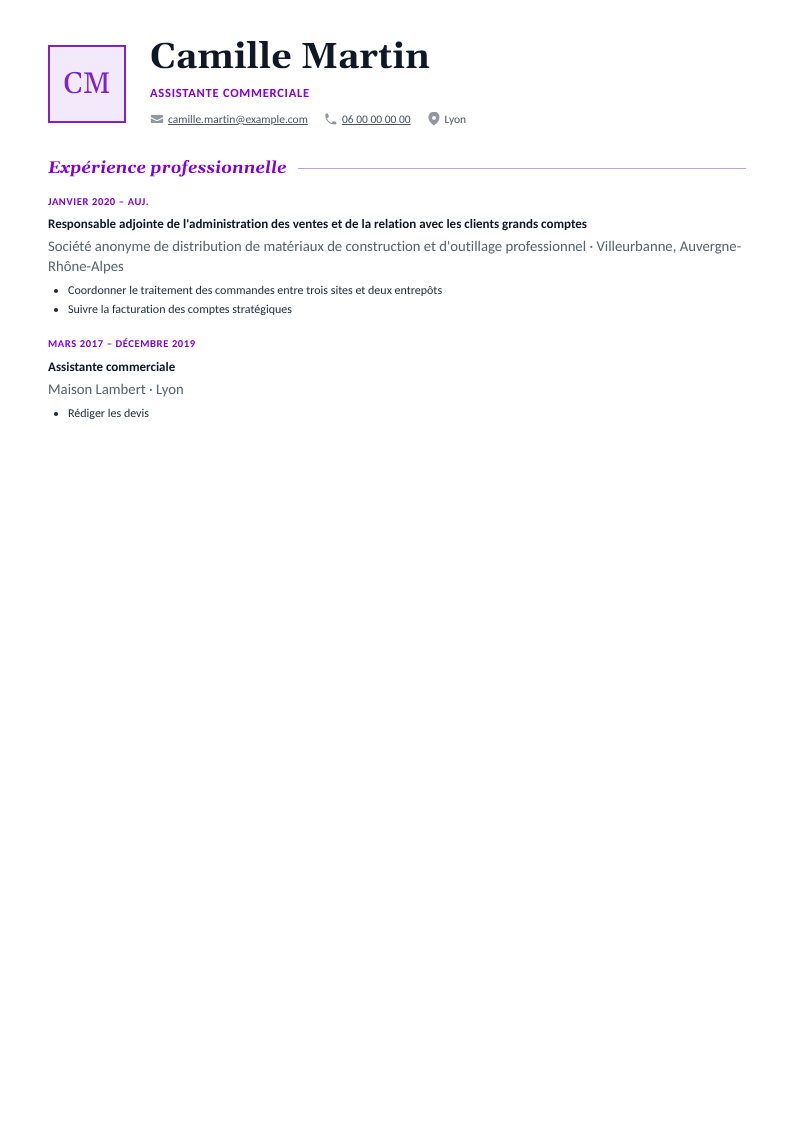 CM
Camille Martin
ASSISTANTE COMMERCIALE
camille.martin@example.com 06 00 00 00 00 Lyon
Expérience professionnelle
JANVIER 2020 – AUJ.
Responsable adjointe de l'administration des ventes et de la relation avec les clients grands comptes
Société anonyme de distribution de matériaux de construction et d'outillage professionnel · Villeurbanne, Auvergne-
Rhône-Alpes
• Coordonner le traitement des commandes entre trois sites et deux entrepôts
• Suivre la facturation des comptes stratégiques
MARS 2017 – DÉCEMBRE 2019
Assistante commerciale
Maison Lambert · Lyon
• Rédiger les devis